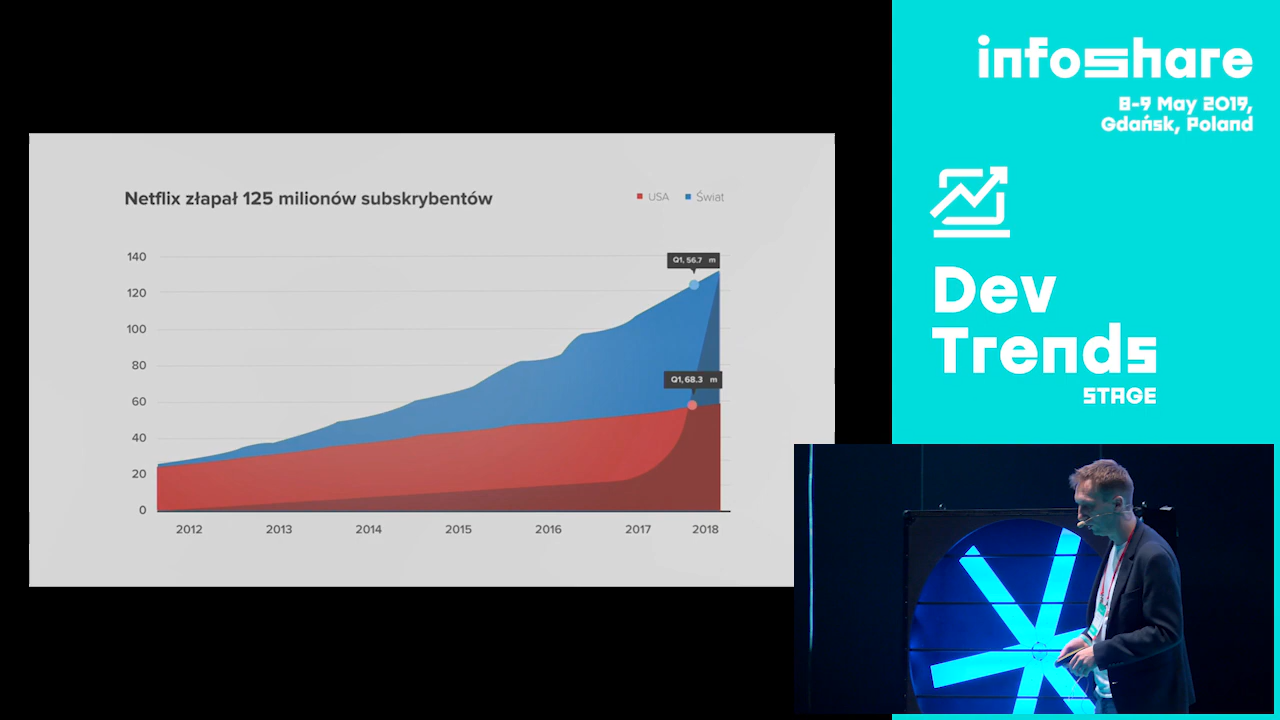 Netflix złapał 125 milionów subskrybentów
USA
Świat
140
120
100
80
60
40
20
0
Q1, 56.7 m
Q1, 68.3 m
2012 2013 2014 2015 2016 2017 2018
infoshare
8-9 May 2019,
Gdańsk, Poland
Dev
Trends
STAGE